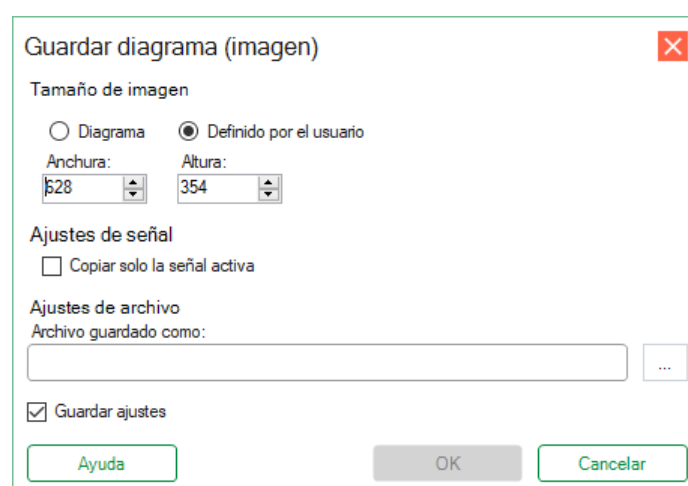 Guardar diagrama (imagen)
Tamaño de imagen
Diagrama Definido por el usuario
Anchura: Altura:
628 354
Ajustes de señal
Copiar solo la señal activa
Ajustes de archivo
Archivo guardado como:
...
Guardar ajustes
Ayuda OK Cancelar